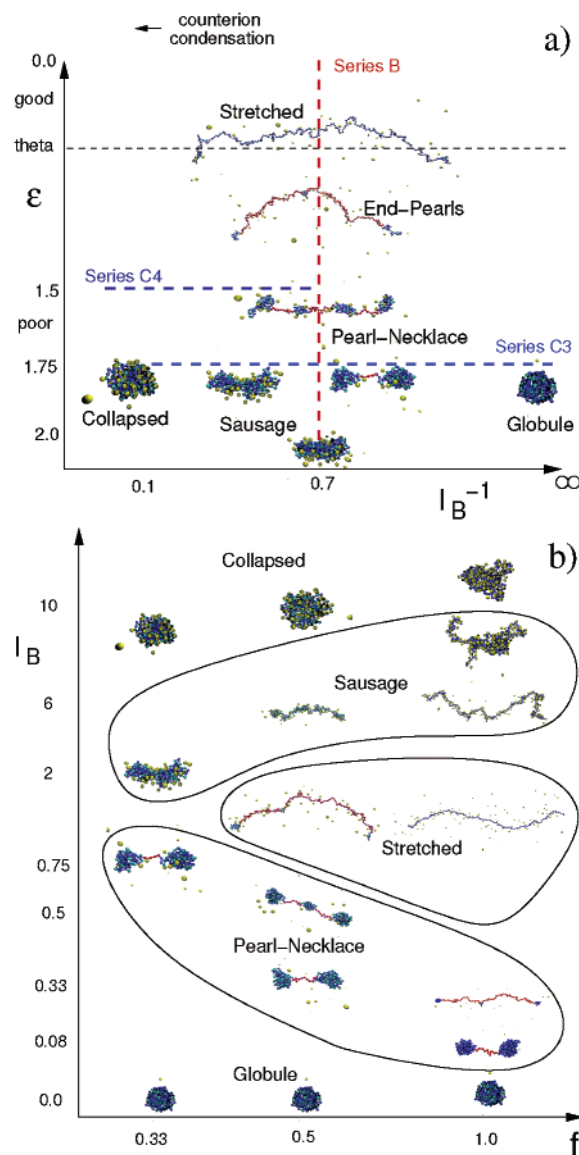 counterion
condensation
a)
0.0
Series B
good
Stretched
theta
ε
End-Pearls
Series C4
1.5
poor
Pearl-Necklace
Series C3
1.75
Collapsed
Sausage
Globule
2.0
0.1
0.7
l_B^-1
∞
b)
Collapsed
10
l_B
Sausage
6
2
Stretched
0.75
0.5
Pearl-Necklace
0.33
0.08
Globule
0.0
0.33
0.5
1.0
f